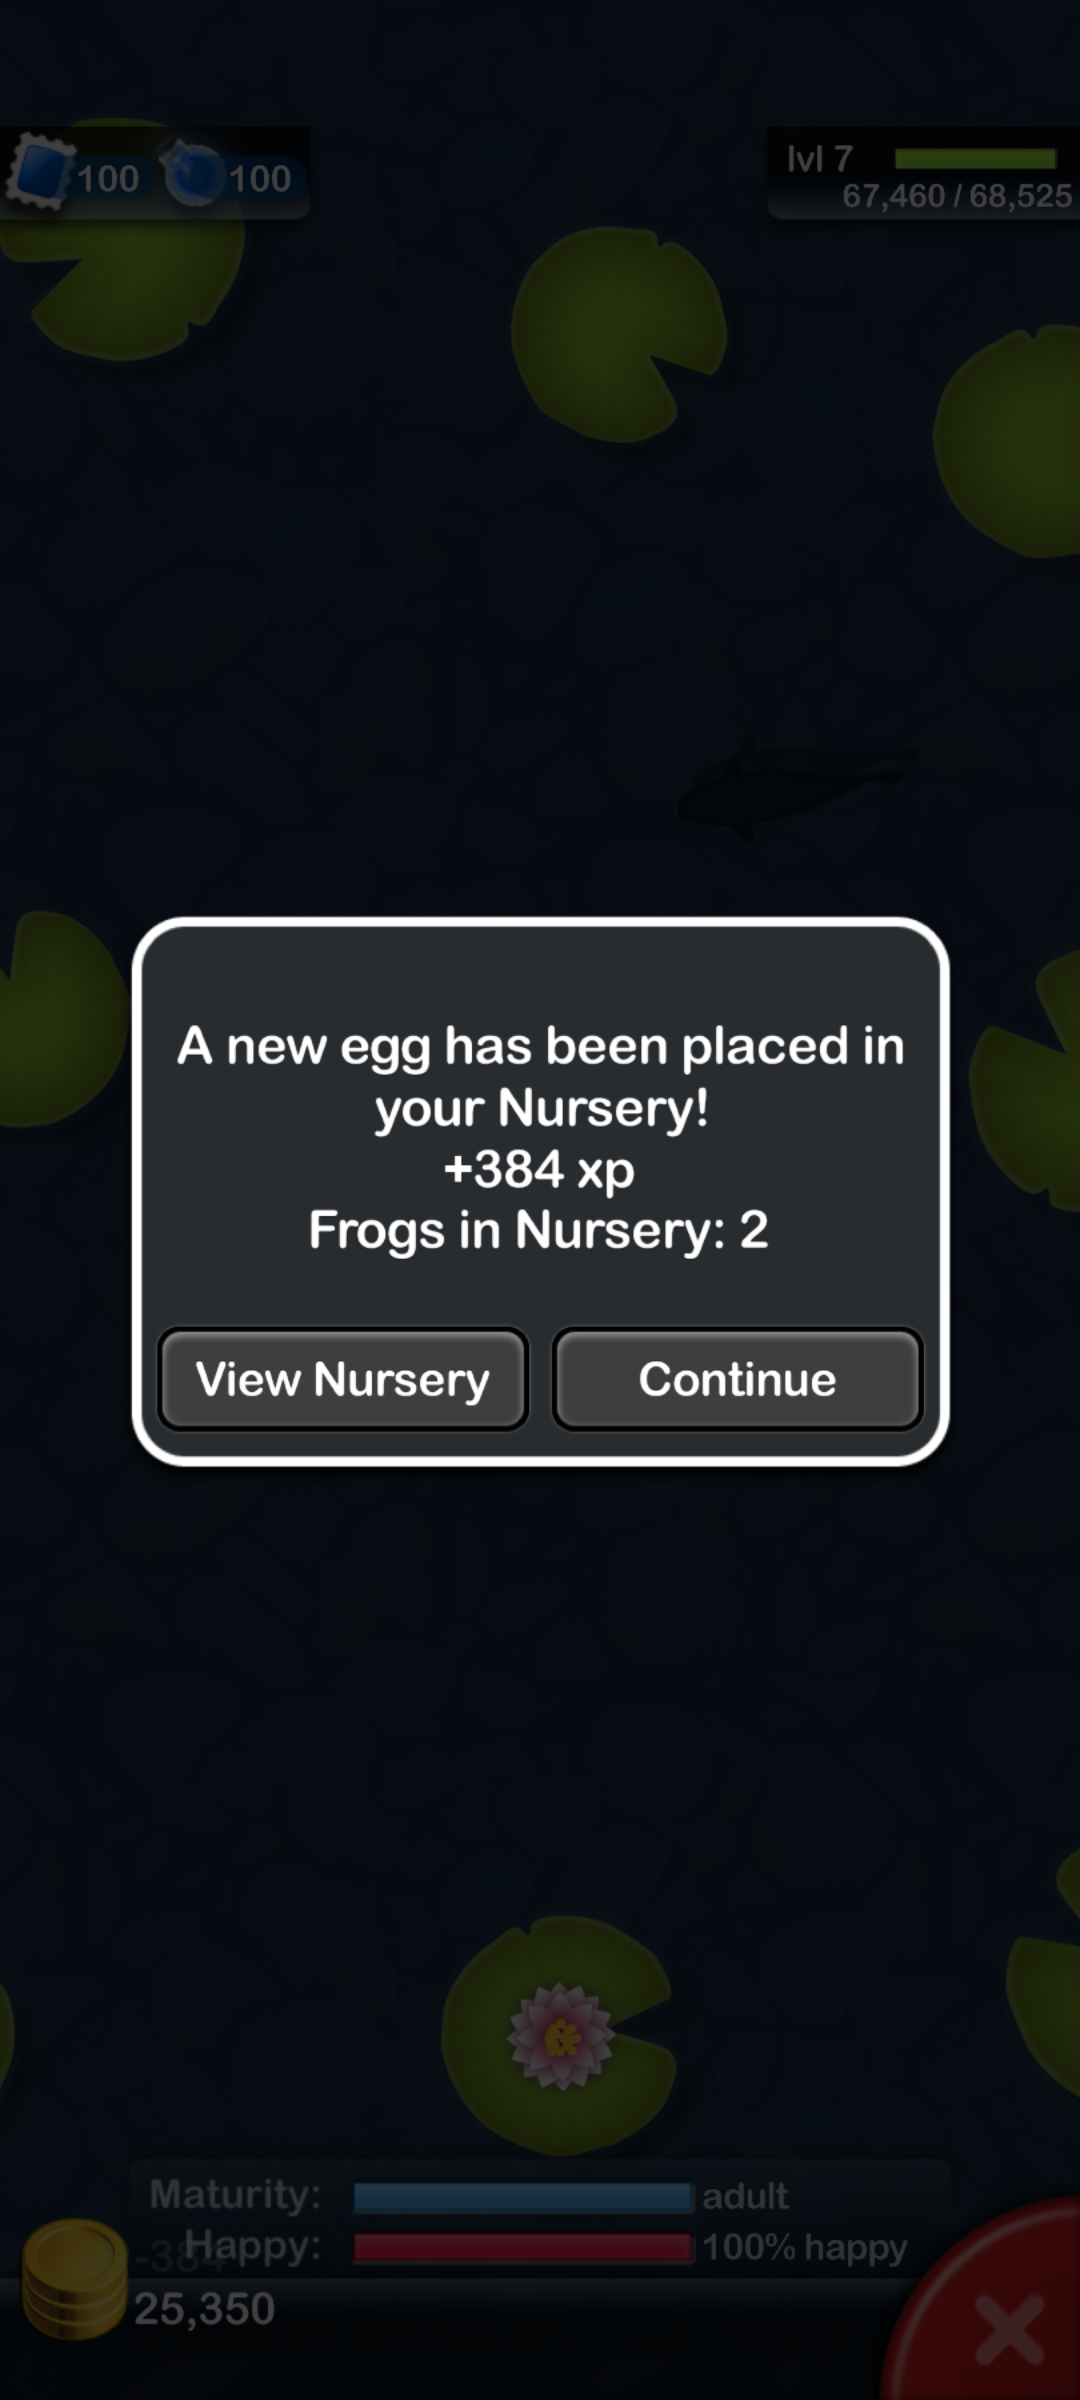 100 100
lvl 7
67,460 / 68,525
A new egg has been placed in
your Nursery!
+384 xp
Frogs in Nursery: 2
View Nursery Continue
Maturity: adult
Happy: 100% happy
-384
25,350